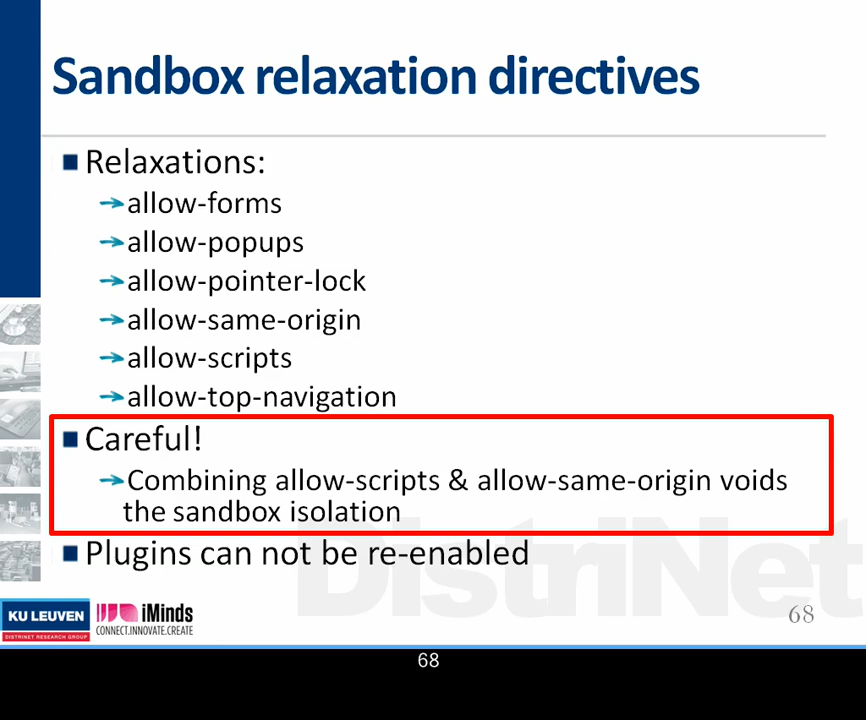 Sandbox relaxation directives
Relaxations:
allow-forms
allow-popups
allow-pointer-lock
allow-same-origin
allow-scripts
allow-top-navigation
Careful!
Combining allow-scripts & allow-same-origin voids
the sandbox isolation
Plugins can not be re-enabled
DistriNet
KU LEUVEN
DISTRINET RESEARCH GROUP
iMinds
CONNECT.INNOVATE.CREATE
68
68